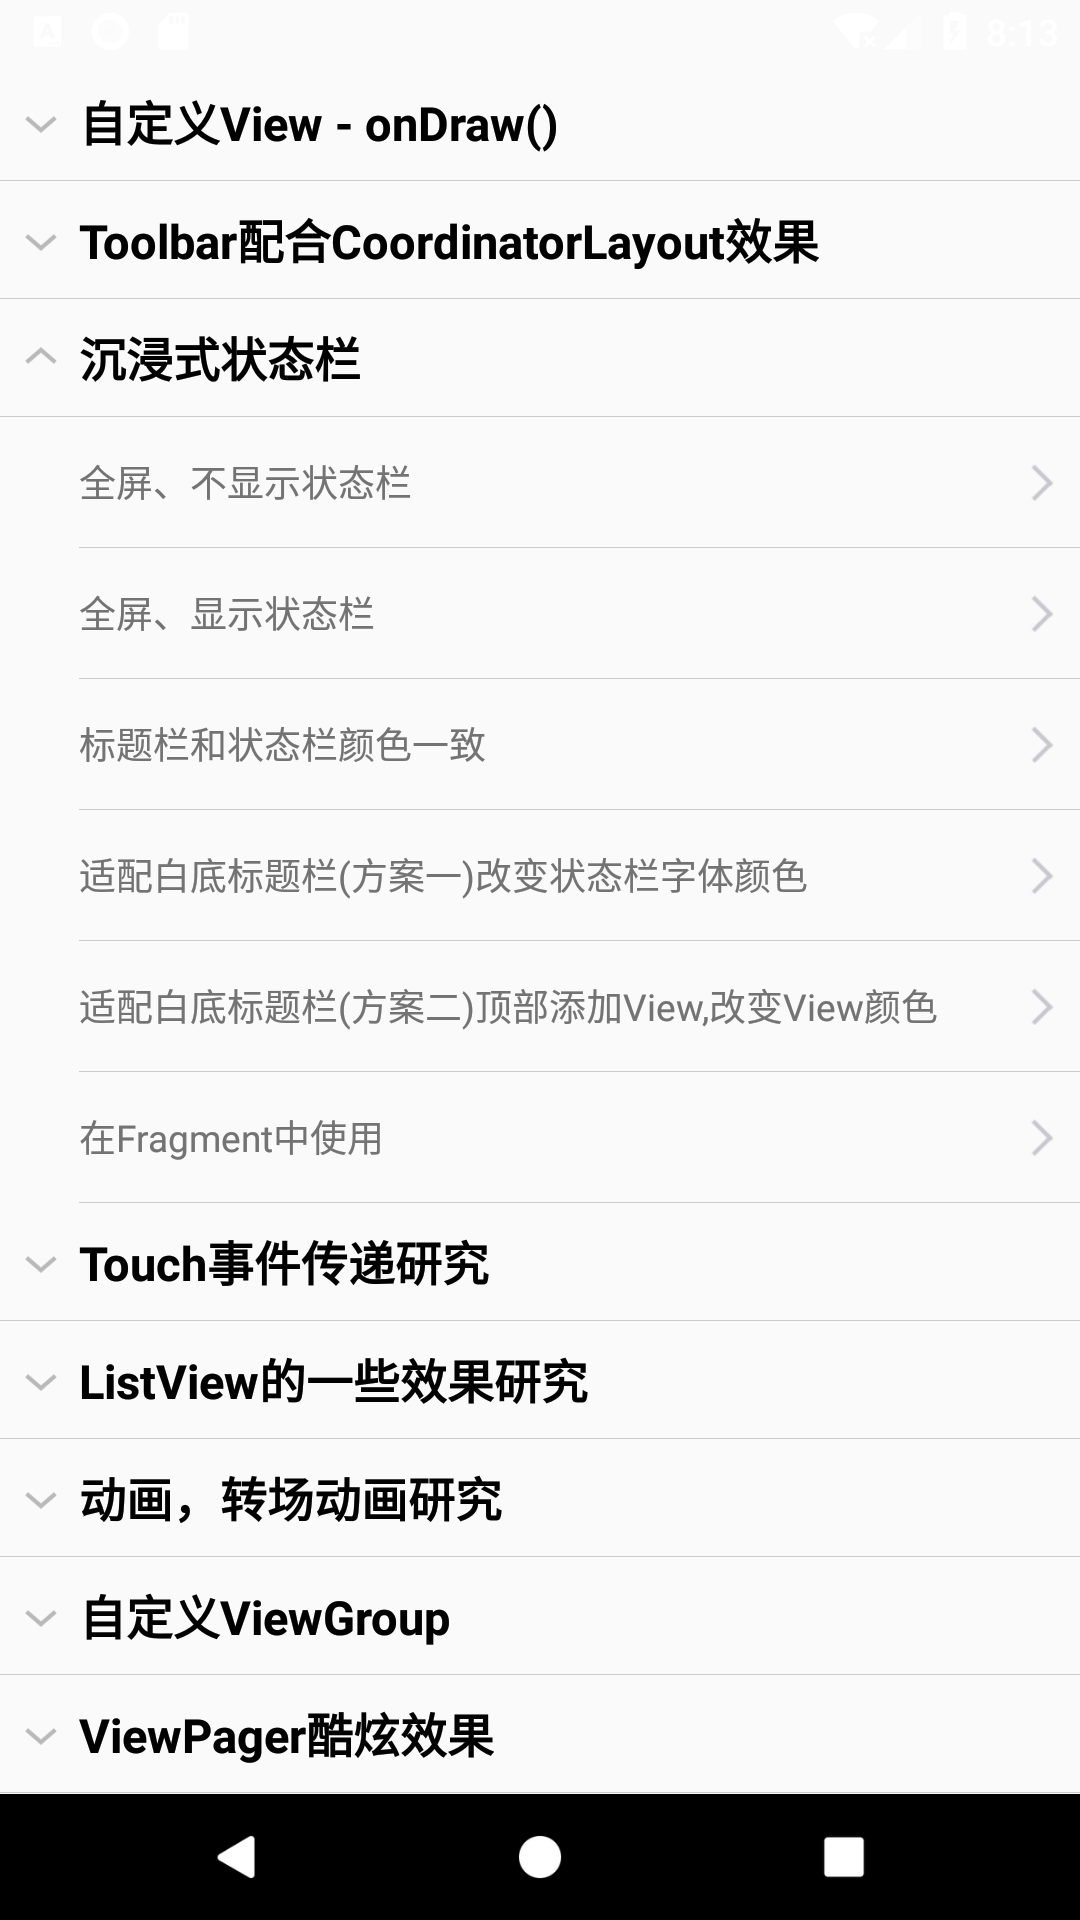 8:13
自定义View - onDraw()
Toolbar配合CoordinatorLayout效果
沉浸式状态栏
全屏、不显示状态栏
全屏、显示状态栏
标题栏和状态栏颜色一致
适配白底标题栏(方案一)改变状态栏字体颜色
适配白底标题栏(方案二)顶部添加View,改变View颜色
在Fragment中使用
Touch事件传递研究
ListView的一些效果研究
动画，转场动画研究
自定义ViewGroup
ViewPager酷炫效果